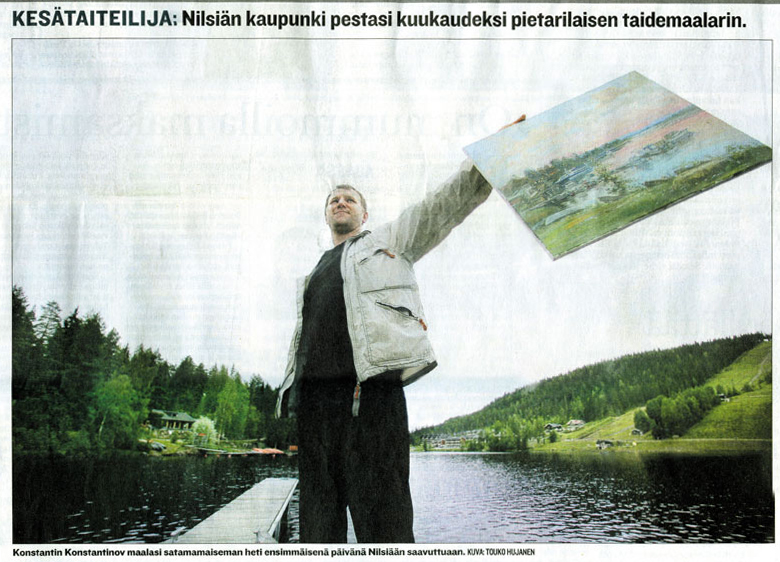 KESÄTAITEILIJA: Nilsiän kaupunki pestasi kuukaudeksi pietarilaisen taidemaalarin.
Konstantin Konstantinov maalasi satamamaiseman heti ensimmäisenä päivänä Nilsiään saavuttuaan. KUVA: TOUKO HUJANEN